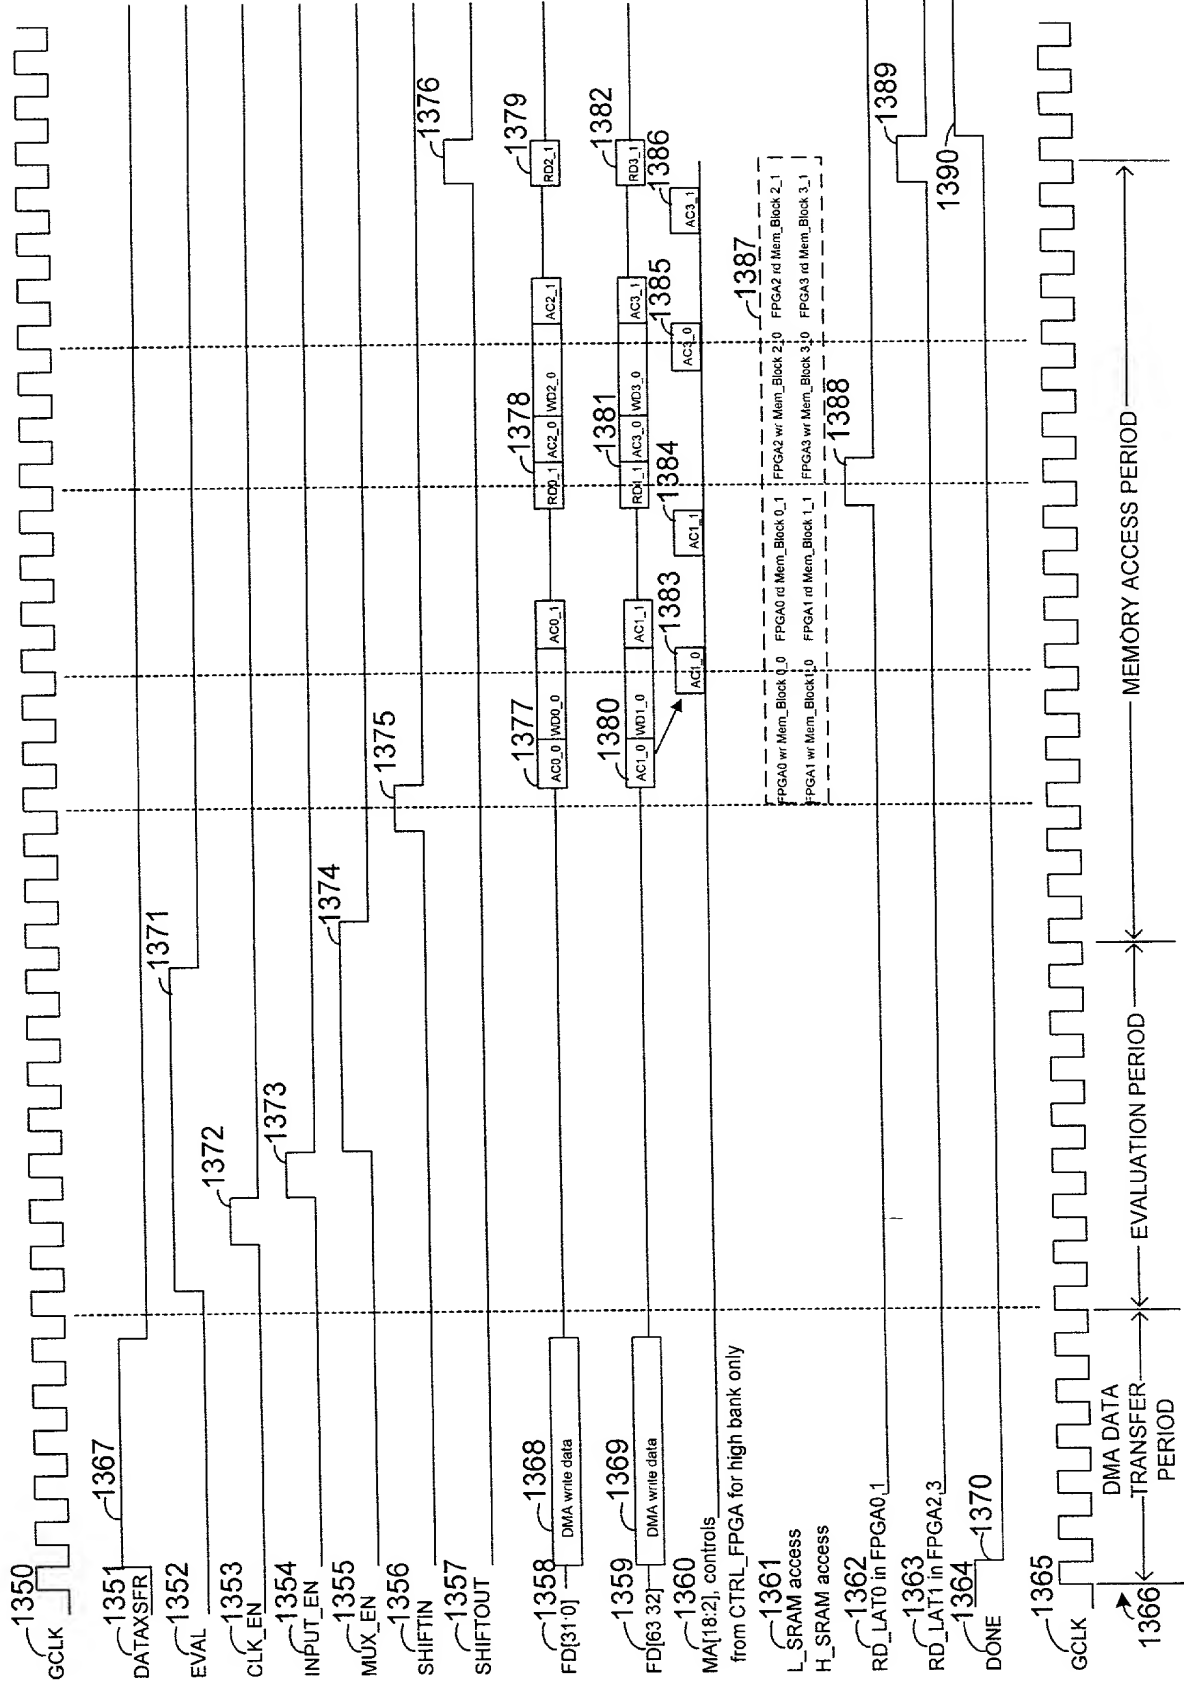 1350
GCLK
1351
DATAXSFR
1367
1352
EVAL
1371
1353
CLK_EN
1372
1354
INPUT_EN
1373
1355
MUX_EN
1374
1356
SHIFTIN
1375
1357
SHIFTOUT
1376
1358
FD[31:0]
1368
DMA write data
1377
AC0_0 WD0_0 AC0_1
1378
RD0_1 AC2_0 WD2_0 AC2_1
1379
RD2_1
1359
FD[63 32]
1369
DMA write data
1380
AC1_0 WD1_0 AC1_1
1381
RD1_1 AC3_0 WD3_0 AC3_1
1382
RD3_1
1360
MA[18:2], controls
from CTRL_FPGA for high bank only
1383
AC1_0
1384
AC1_1
1385
AC3_0
1386
AC3_1
1387
1361
L_SRAM access
FPGA0 wr Mem_Block 0_0 FPGA0 rd Mem_Block 0_1 FPGA2 wr Mem_Block 2_0 FPGA2 rd Mem_Block 2_1
H_SRAM access
FPGA1 wr Mem_Block1_0 FPGA1 rd Mem_Block 1_1 FPGA3 wr Mem_Block 3_0 FPGA3 rd Mem_Block 3_1
1362
RD_LAT0 in FPGA0,1
1388
1363
RD_LAT1 in FPGA2,3
1389
1364
DONE
1370
1390
1365
GCLK
1366
DMA DATA
TRANSFER
PERIOD
EVALUATION PERIOD
MEMORY ACCESS PERIOD